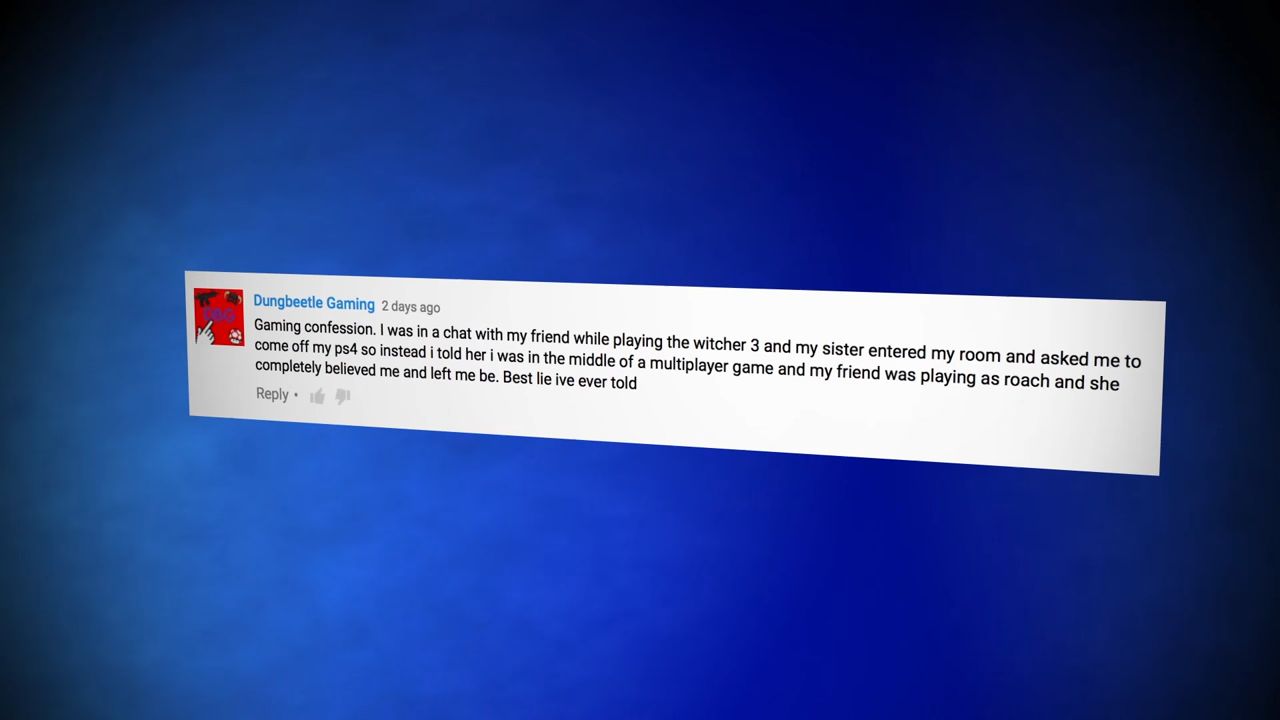 Dungbeetle Gaming 2 days ago
Gaming confession. I was in a chat with my friend while playing the witcher 3 and my sister entered my room and asked me to
come off my ps4 so instead i told her i was in the middle of a multiplayer game and my friend was playing as roach and she
completely believed me and left me be. Best lie ive ever told
Reply •
DBG